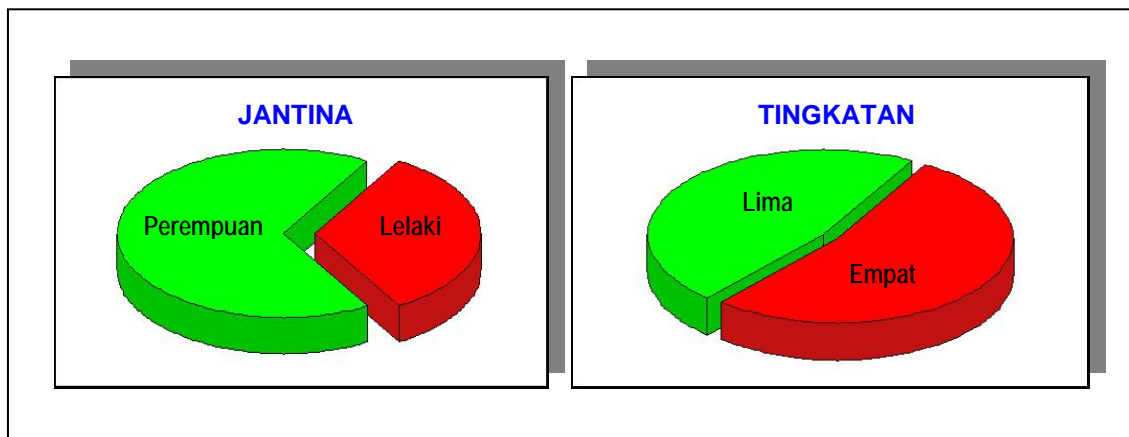 JANTINA
Perempuan
Lelaki
TINGKATAN
Lima
Empat